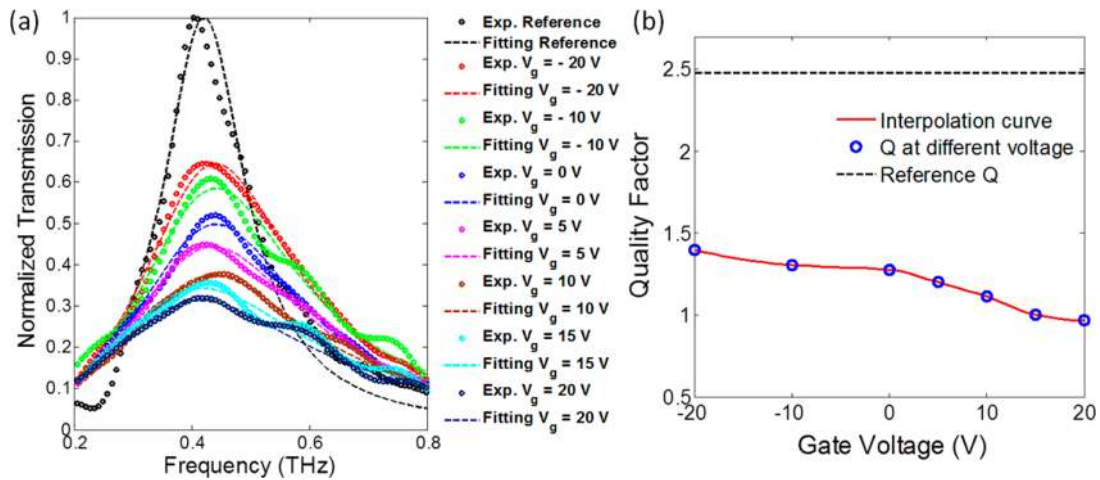 (a)
Normalized Transmission
1
0.9
0.8
0.7
0.6
0.5
0.4
0.3
0.2
0.1
0
0.2
0.4
0.6
0.8
Frequency (THz)
Exp. Reference
Fitting Reference
Exp. Vg = - 20 V
Fitting Vg = - 20 V
Exp. Vg = - 10 V
Fitting Vg = - 10 V
Exp. Vg = 0 V
Fitting Vg = 0 V
Exp. Vg = 5 V
Fitting Vg = 5 V
Exp. Vg = 10 V
Fitting Vg = 10 V
Exp. Vg = 15 V
Fitting Vg = 15 V
Exp. Vg = 20 V
Fitting Vg = 20 V
(b)
Quality Factor
2.5
2
1.5
1
0.5
-20
-10
0
10
20
Gate Voltage (V)
Interpolation curve
Q at different voltage
Reference Q